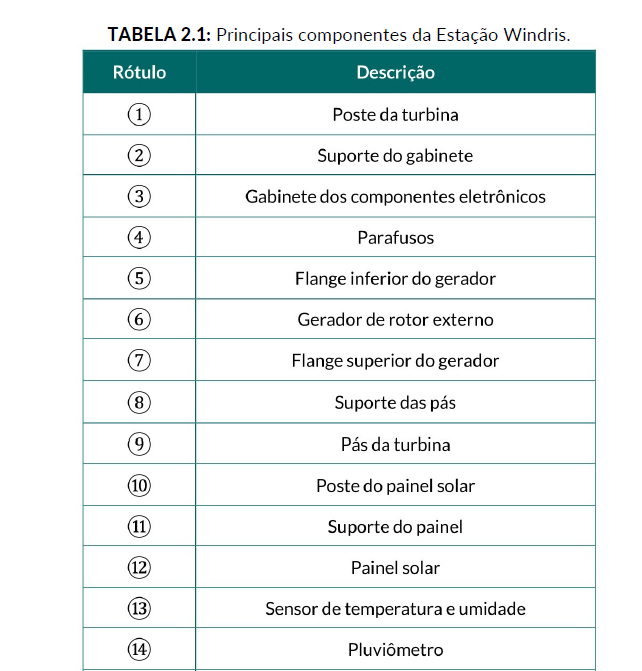 TABELA 2.1: Principais componentes da Estação Windris.
Rótulo Descrição
① Poste da turbina
② Suporte do gabinete
③ Gabinete dos componentes eletrônicos
④ Parafusos
⑤ Flange inferior do gerador
⑥ Gerador de rotor externo
⑦ Flange superior do gerador
⑧ Suporte das pás
⑨ Pás da turbina
⑩ Poste do painel solar
⑪ Suporte do painel
⑫ Painel solar
⑬ Sensor de temperatura e umidade
⑭ Pluviômetro